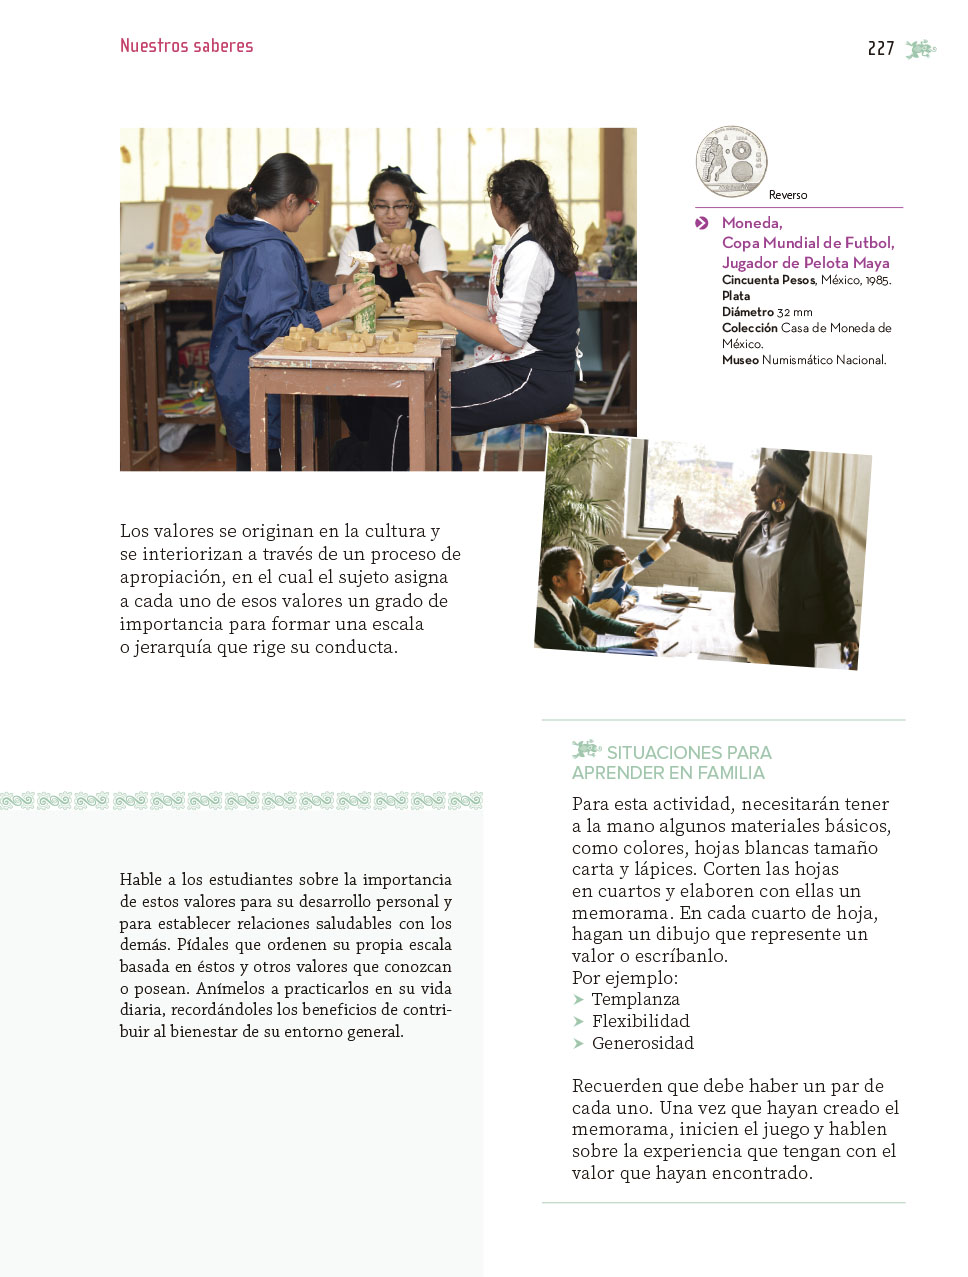 Nuestros saberes
227
Reverso
Moneda,
Copa Mundial de Futbol,
Jugador de Pelota Maya
Cincuenta Pesos, México, 1985.
Plata
Diámetro 32 mm
Colección Casa de Moneda de
México.
Museo Numismático Nacional.
Los valores se originan en la cultura y
se interiorizan a través de un proceso de
apropiación, en el cual el sujeto asigna
a cada uno de esos valores un grado de
importancia para formar una escala
o jerarquía que rige su conducta.
Hable a los estudiantes sobre la importancia
de estos valores para su desarrollo personal y
para establecer relaciones saludables con los
demás. Pídales que ordenen su propia escala
basada en éstos y otros valores que conozcan
o posean. Anímelos a practicarlos en su vida
diaria, recordándoles los beneficios de contri-
buir al bienestar de su entorno general.
SITUACIONES PARA
APRENDER EN FAMILIA
Para esta actividad, necesitarán tener
a la mano algunos materiales básicos,
como colores, hojas blancas tamaño
carta y lápices. Corten las hojas
en cuartos y elaboren con ellas un
memorama. En cada cuarto de hoja,
hagan un dibujo que represente un
valor o escríbanlo.
Por ejemplo:
➤ Templanza
➤ Flexibilidad
➤ Generosidad
Recuerden que debe haber un par de
cada uno. Una vez que hayan creado el
memorama, inicien el juego y hablen
sobre la experiencia que tengan con el
valor que hayan encontrado.